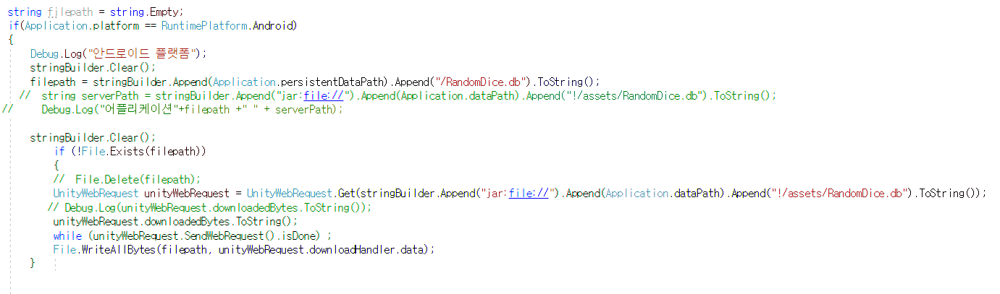 string filepath = string.Empty;
if(Application.platform == RuntimePlatform.Android)
{
Debug.Log("안드로이드 플랫폼");
stringBuilder.Clear();
filepath = stringBuilder.Append(Application.persistentDataPath).Append("/RandomDice.db").ToString();
// string serverPath = stringBuilder.Append("jar:file://").Append(Application.dataPath).Append("!/assets/RandomDice.db").ToString();
// Debug.Log("어플리케이션"+filepath +" " + serverPath);
stringBuilder.Clear();
if (!File.Exists(filepath))
{
// File.Delete(filepath);
UnityWebRequest unityWebRequest = UnityWebRequest.Get(stringBuilder.Append("jar:file://").Append(Application.dataPath).Append("!/assets/RandomDice.db").ToString());
// Debug.Log(unityWebRequest.downloadedBytes.ToString());
unityWebRequest.downloadedBytes.ToString();
while (unityWebRequest.SendWebRequest().isDone) ;
File.WriteAllBytes(filepath, unityWebRequest.downloadHandler.data);
}